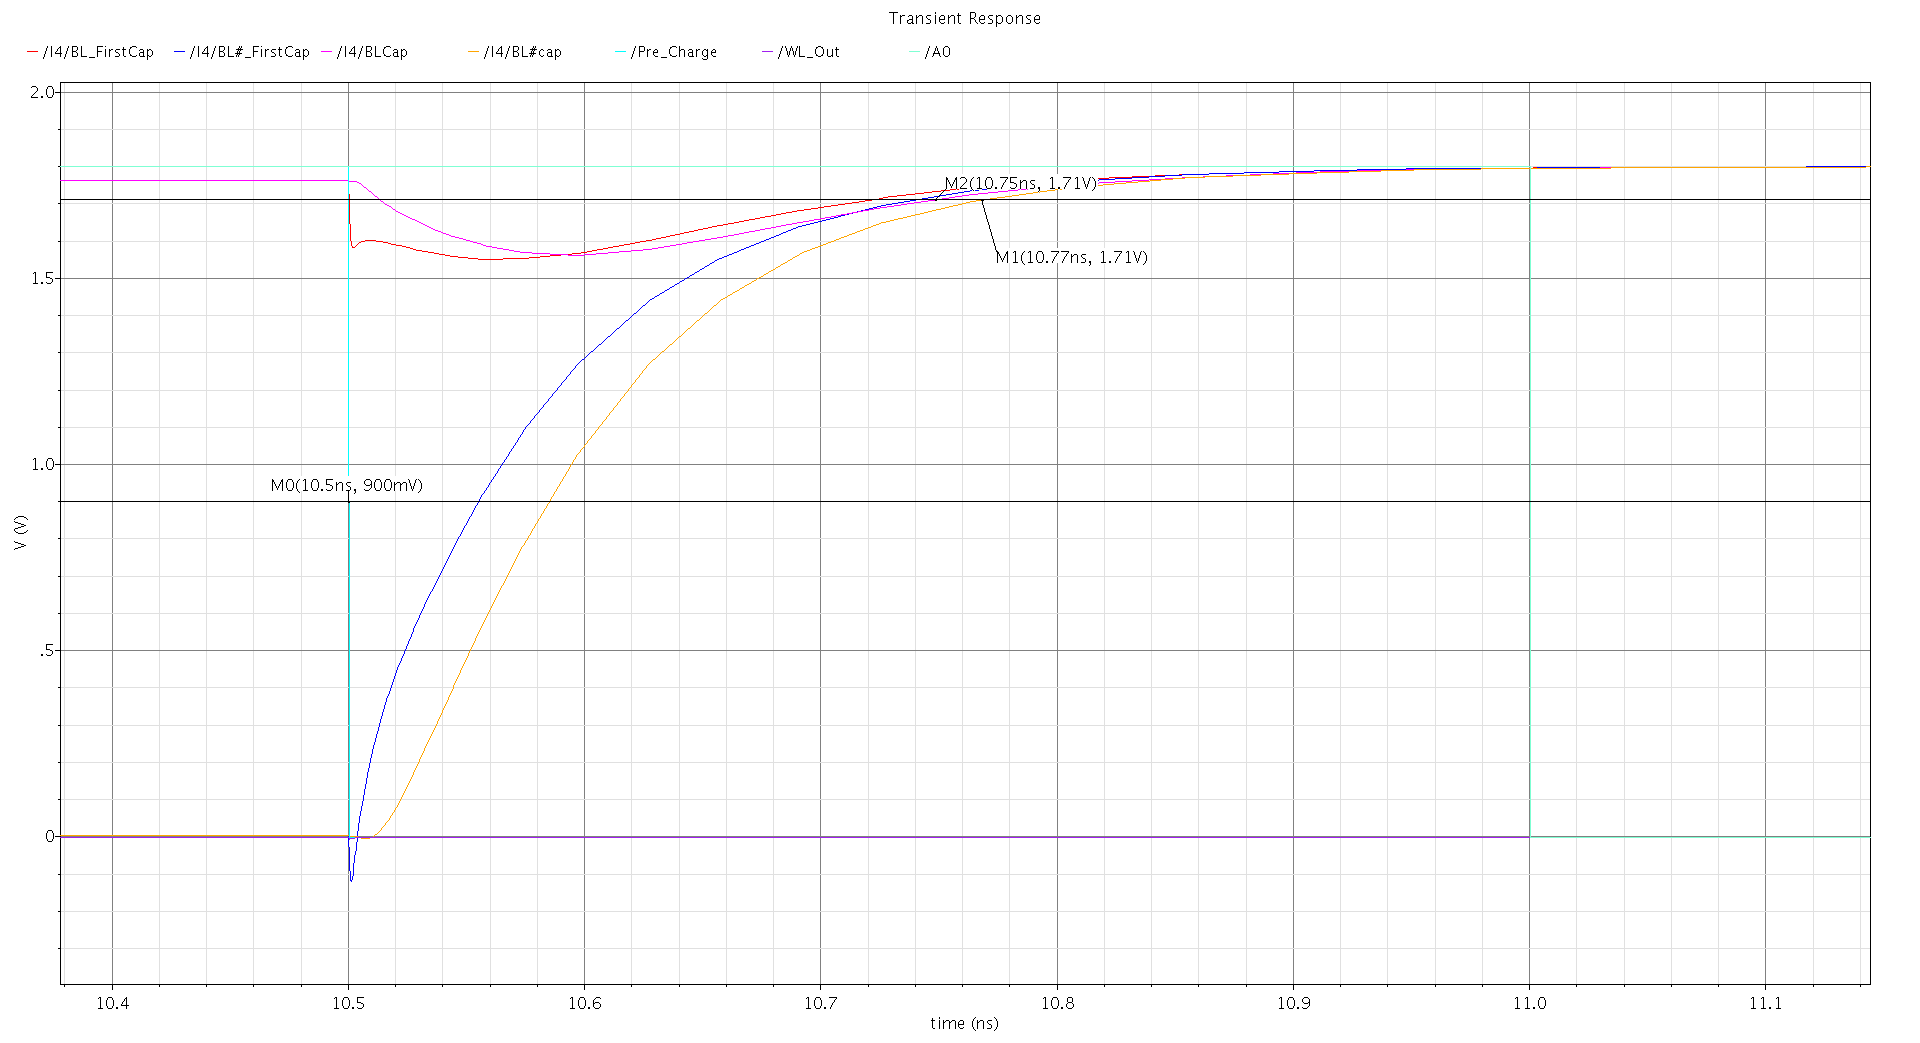 Transient Response
/I4/BL_FirstCap /I4/BL#_FirstCap /I4/BLCap /I4/BL#cap /Pre_Charge /WL_Out /A0
2.0
M2(10.75ns, 1.71V)
M1(10.77ns, 1.71V)
1.5
1.0
M0(10.5ns, 900mV)
V (V)
.5
0
10.4 10.5 10.6 10.7 10.8 10.9 11.0 11.1
time (ns)